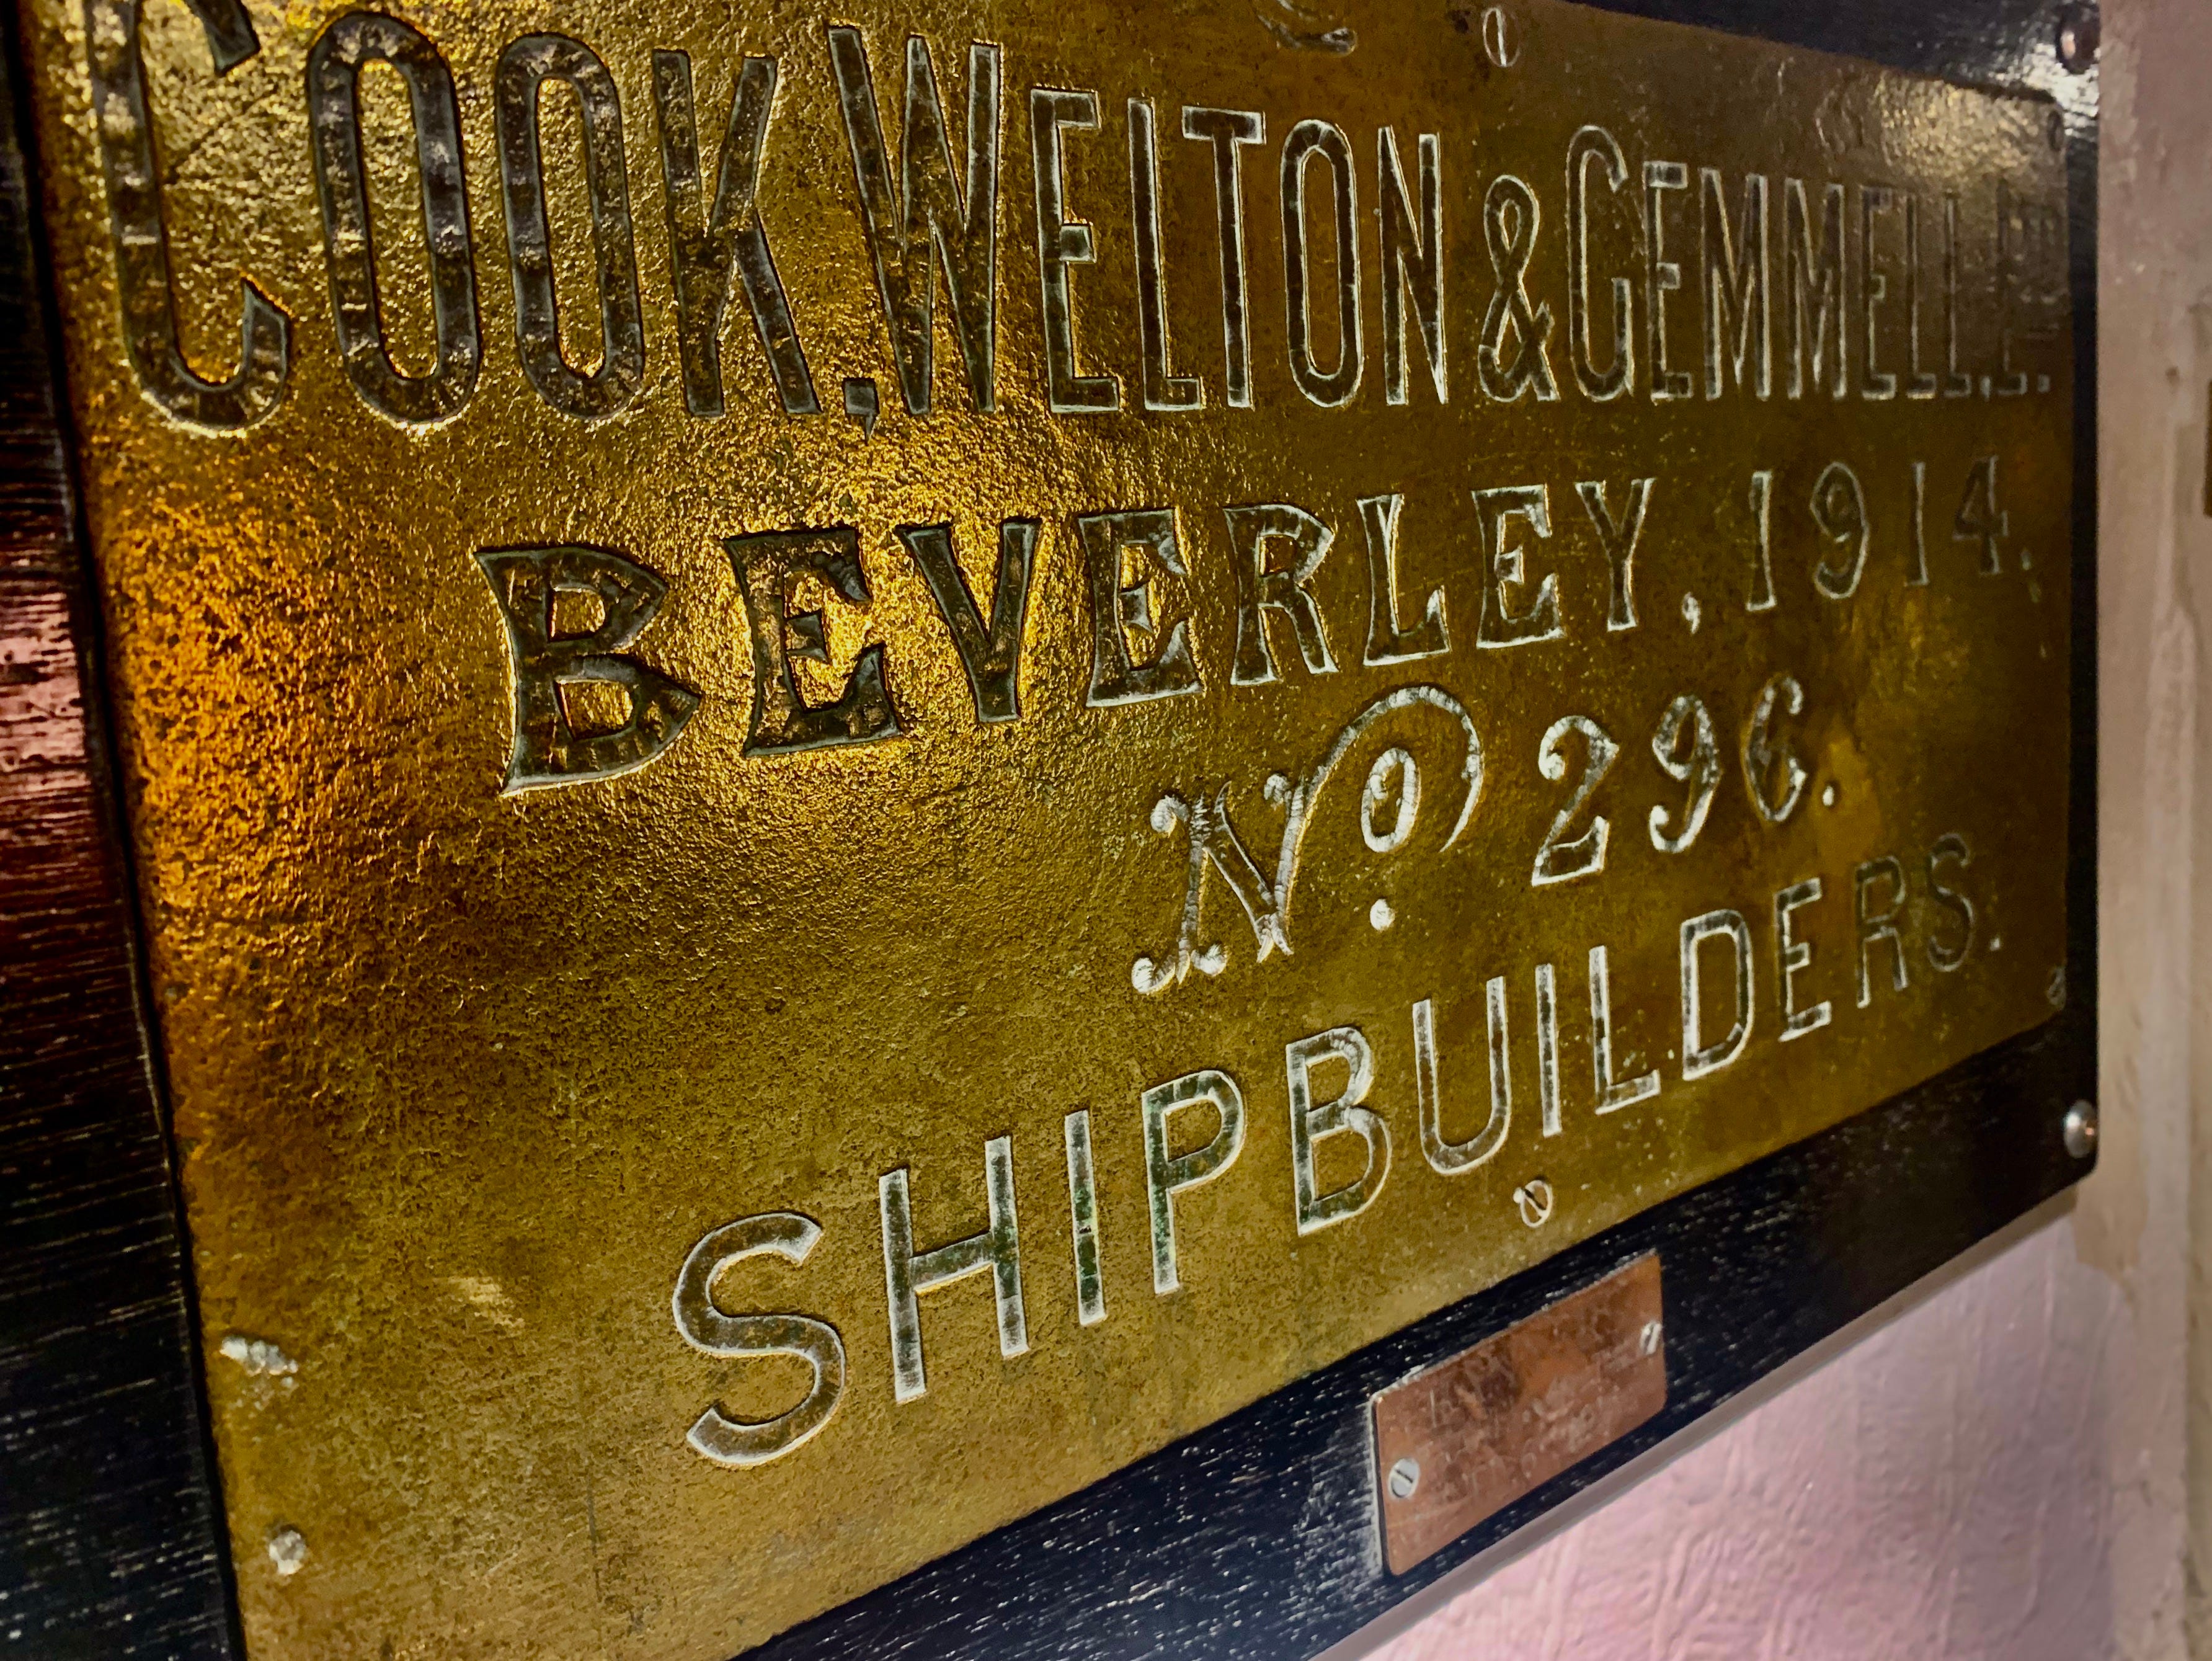 COOK, WELTON & GEMMELL. LTD.
BEVERLEY, 1914.
No. 296.
SHIPBUILDERS.